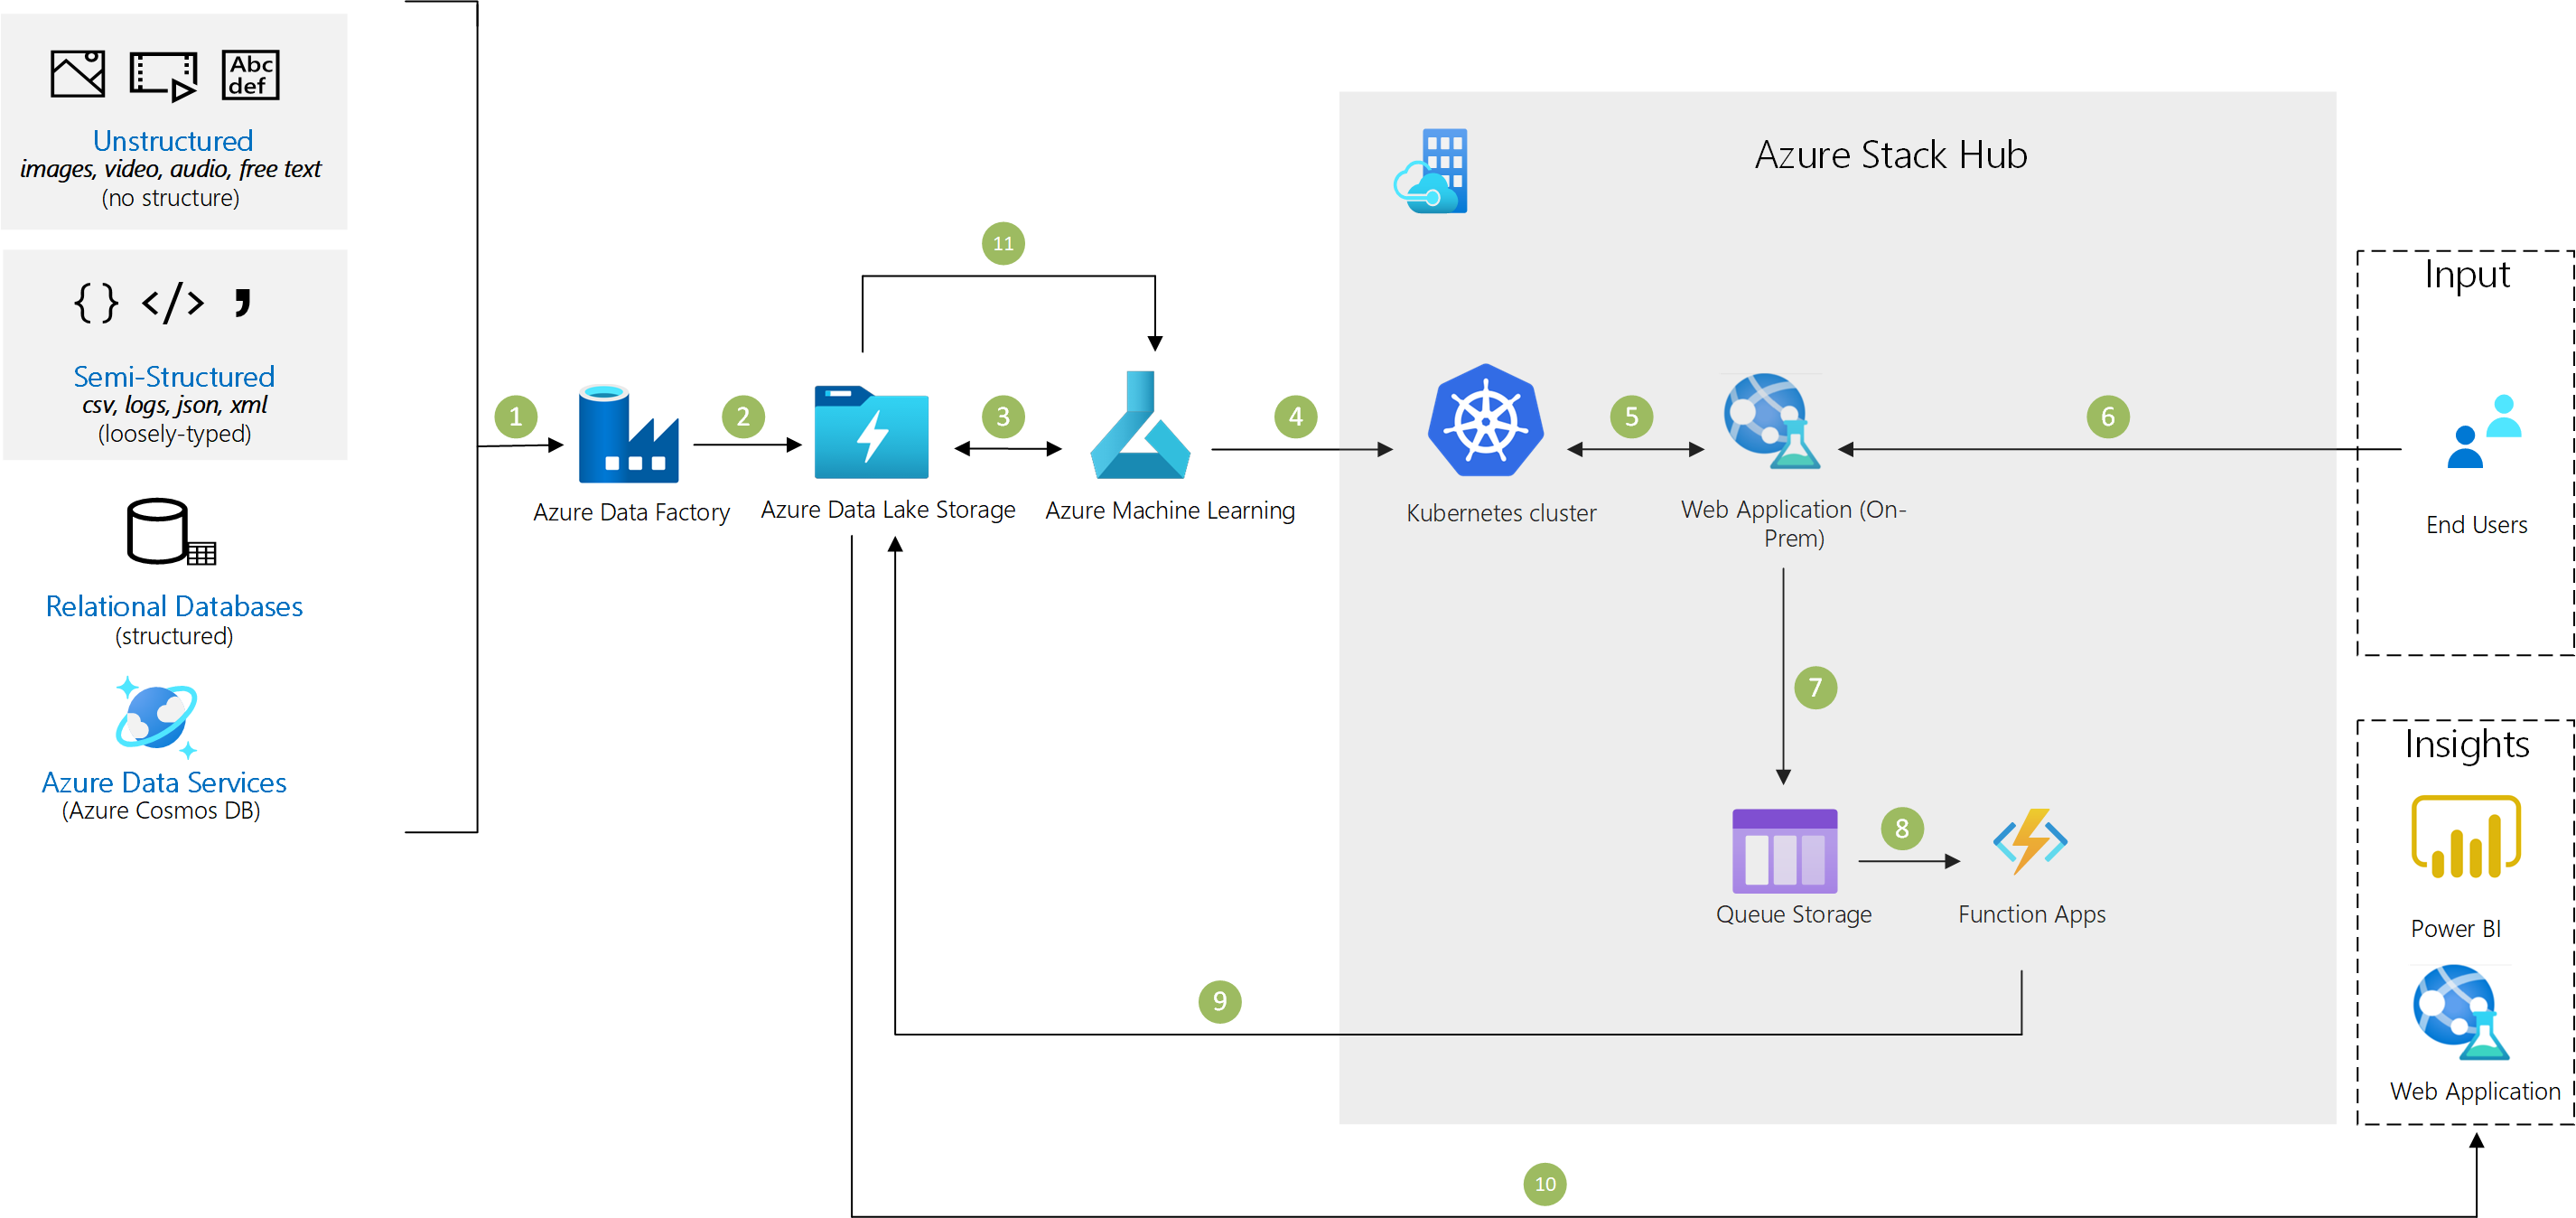 Abc
def
Unstructured
images, video, audio, free text
(no structure)
{ } </> ,
Semi-Structured
csv, logs, json, xml
(loosely-typed)
Relational Databases
(structured)
Azure Data Services
(Azure Cosmos DB)
1
Azure Data Factory
2
Azure Data Lake Storage
3
11
Azure Machine Learning
4
Azure Stack Hub
Kubernetes cluster
5
Web Application (On-
Prem)
6
7
Queue Storage
8
Function Apps
9
10
Input
End Users
Insights
Power BI
Web Application